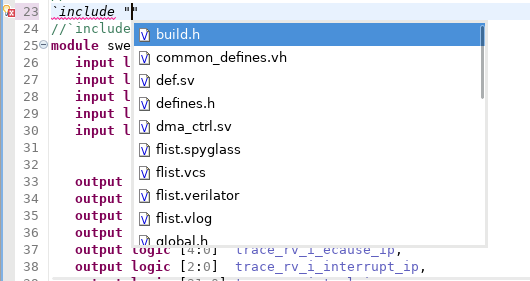 23 `include ""
24 //`include
build.h
25 module swe
common_defines.vh
26 input l
def.sv
27 input l
defines.h
28 input l
dma_ctrl.sv
29 input l
flist.spyglass
30 input l
31
flist.vcs
32
flist.verilator
33 output
34 output
flist.vlog
35 output
global.h
36 output
37 output logic [4:0] trace_rv_i_ecause_ip,
38 output logic [2:0] trace_rv_i_interrupt_ip,